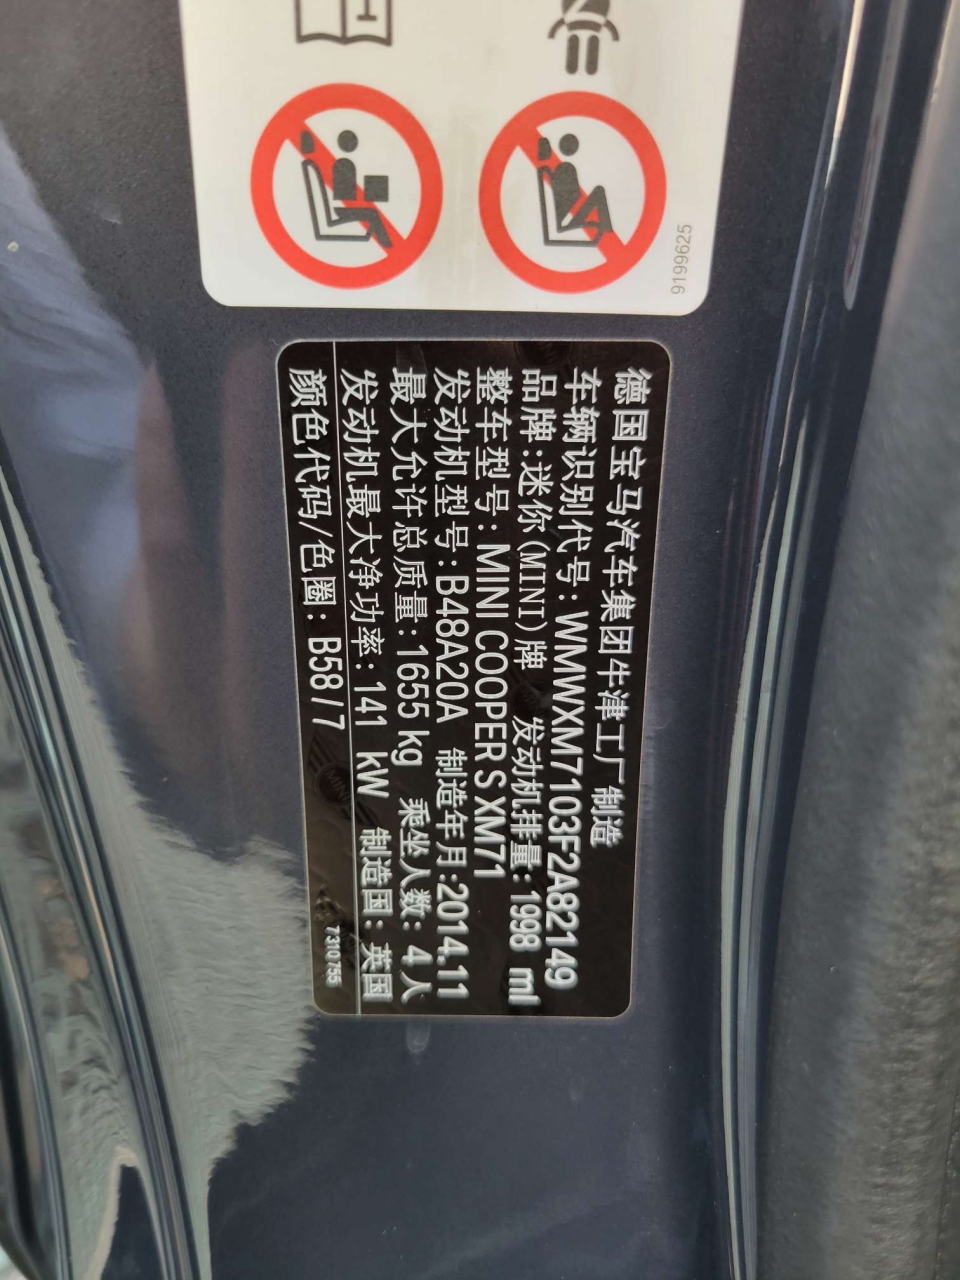 9199625
德国宝马汽车集团牛津工厂制造
车辆识别代号: WMWXM7103F2A82149
品牌:迷你(MINI)牌 发动机排量: 1998 ml
整车型号: MINI COOPER S XM71
发动机型号: B48A20A 制造年月:2014.11
最大允许总质量: 1655 kg 乘坐人数: 4 人
发动机最大净功率: 141 kW 制造国: 英国
颜色代码/色圈: B58 / 7
7310755